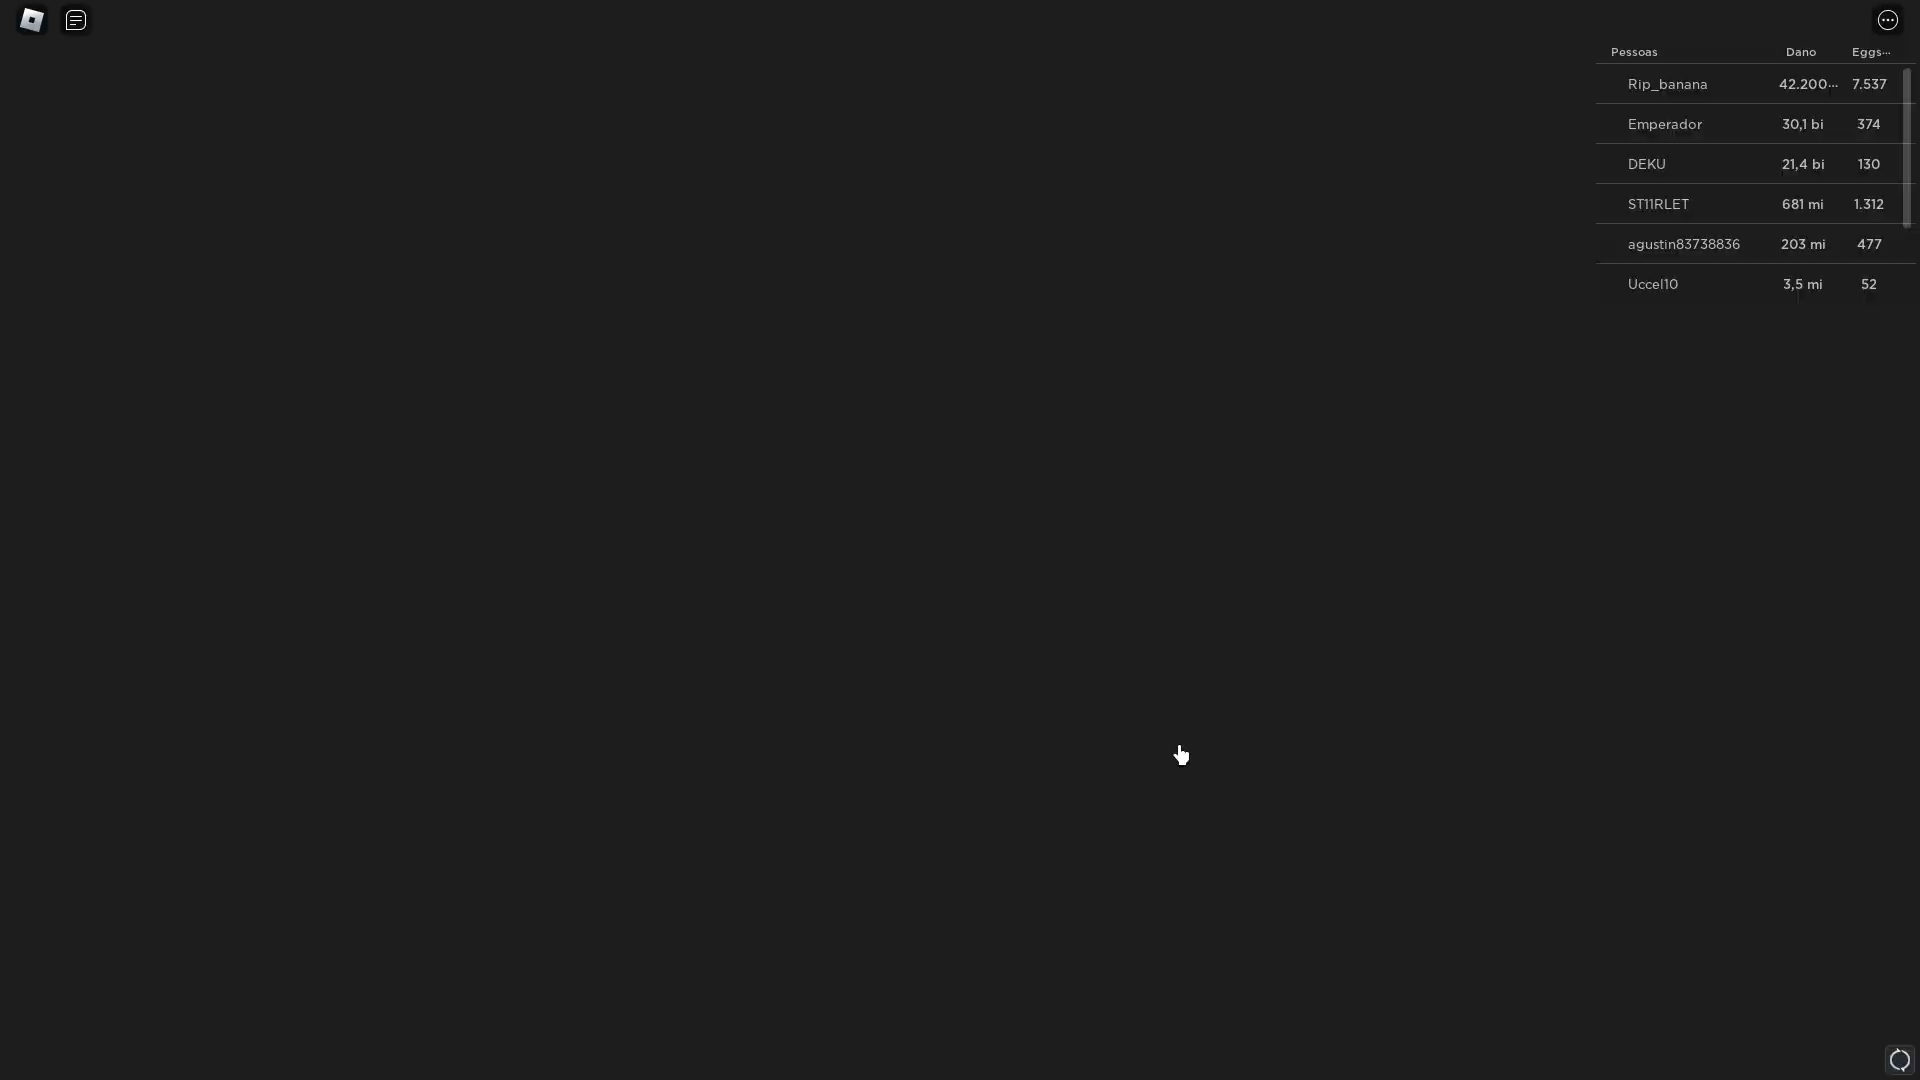 Pessoas Dano Eggs...
Rip_banana 42.200... 7.537
Emperador 30,1 bi 374
DEKU 21,4 bi 130
ST11RLET 681 mi 1.312
agustin83738836 203 mi 477
Uccel10 3,5 mi 52